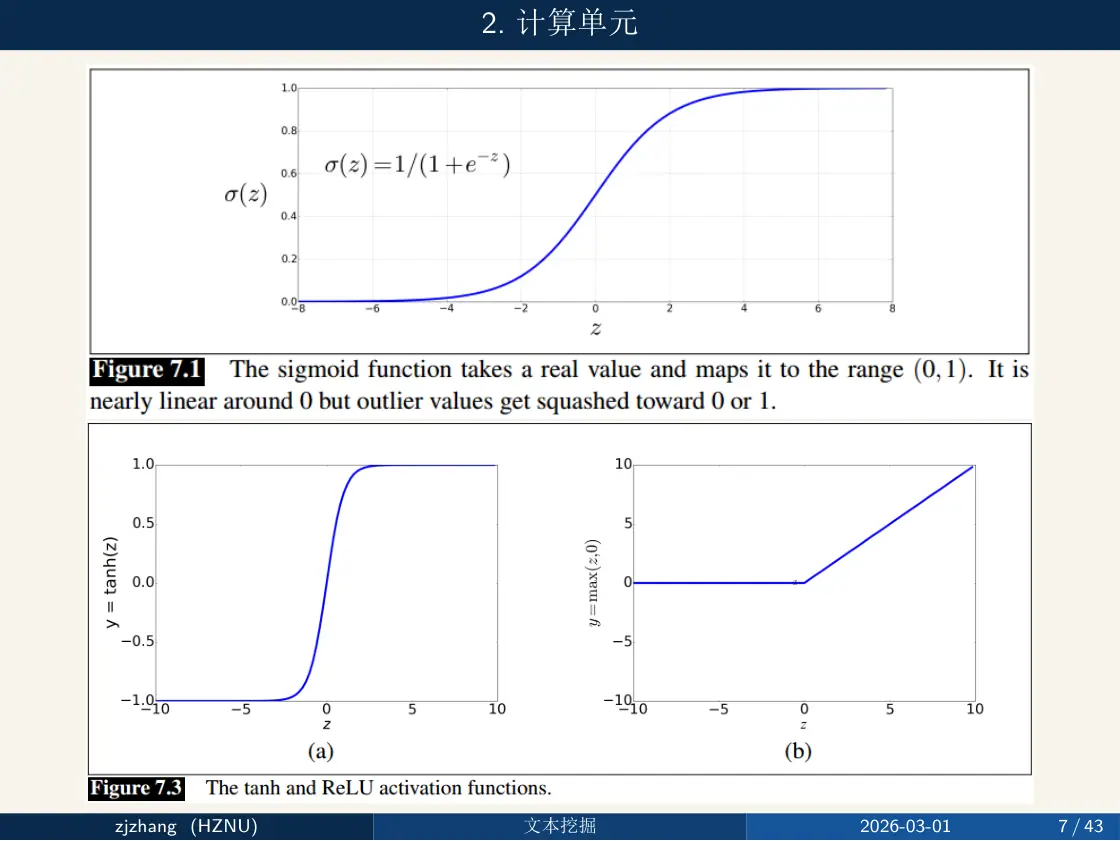 2. 计算单元
1.0
0.8
σ(z)=1/(1+e^{−z})
0.6
σ(z)
0.4
0.2
0.0
−8 −6 −4 −2 0 2 4 6 8
z
Figure 7.1 The sigmoid function takes a real value and maps it to the range (0,1). It is
nearly linear around 0 but outlier values get squashed toward 0 or 1.
1.0
0.5
0.0
−0.5
−1.0
y = tanh(z)
−10 −5 0 5 10
z
(a)
10
5
0
−5
−10
y=max(z,0)
−10 −5 0 5 10
z
(b)
Figure 7.3 The tanh and ReLU activation functions.
zjzhang (HZNU) 文本挖掘 2026-03-01 7 / 43